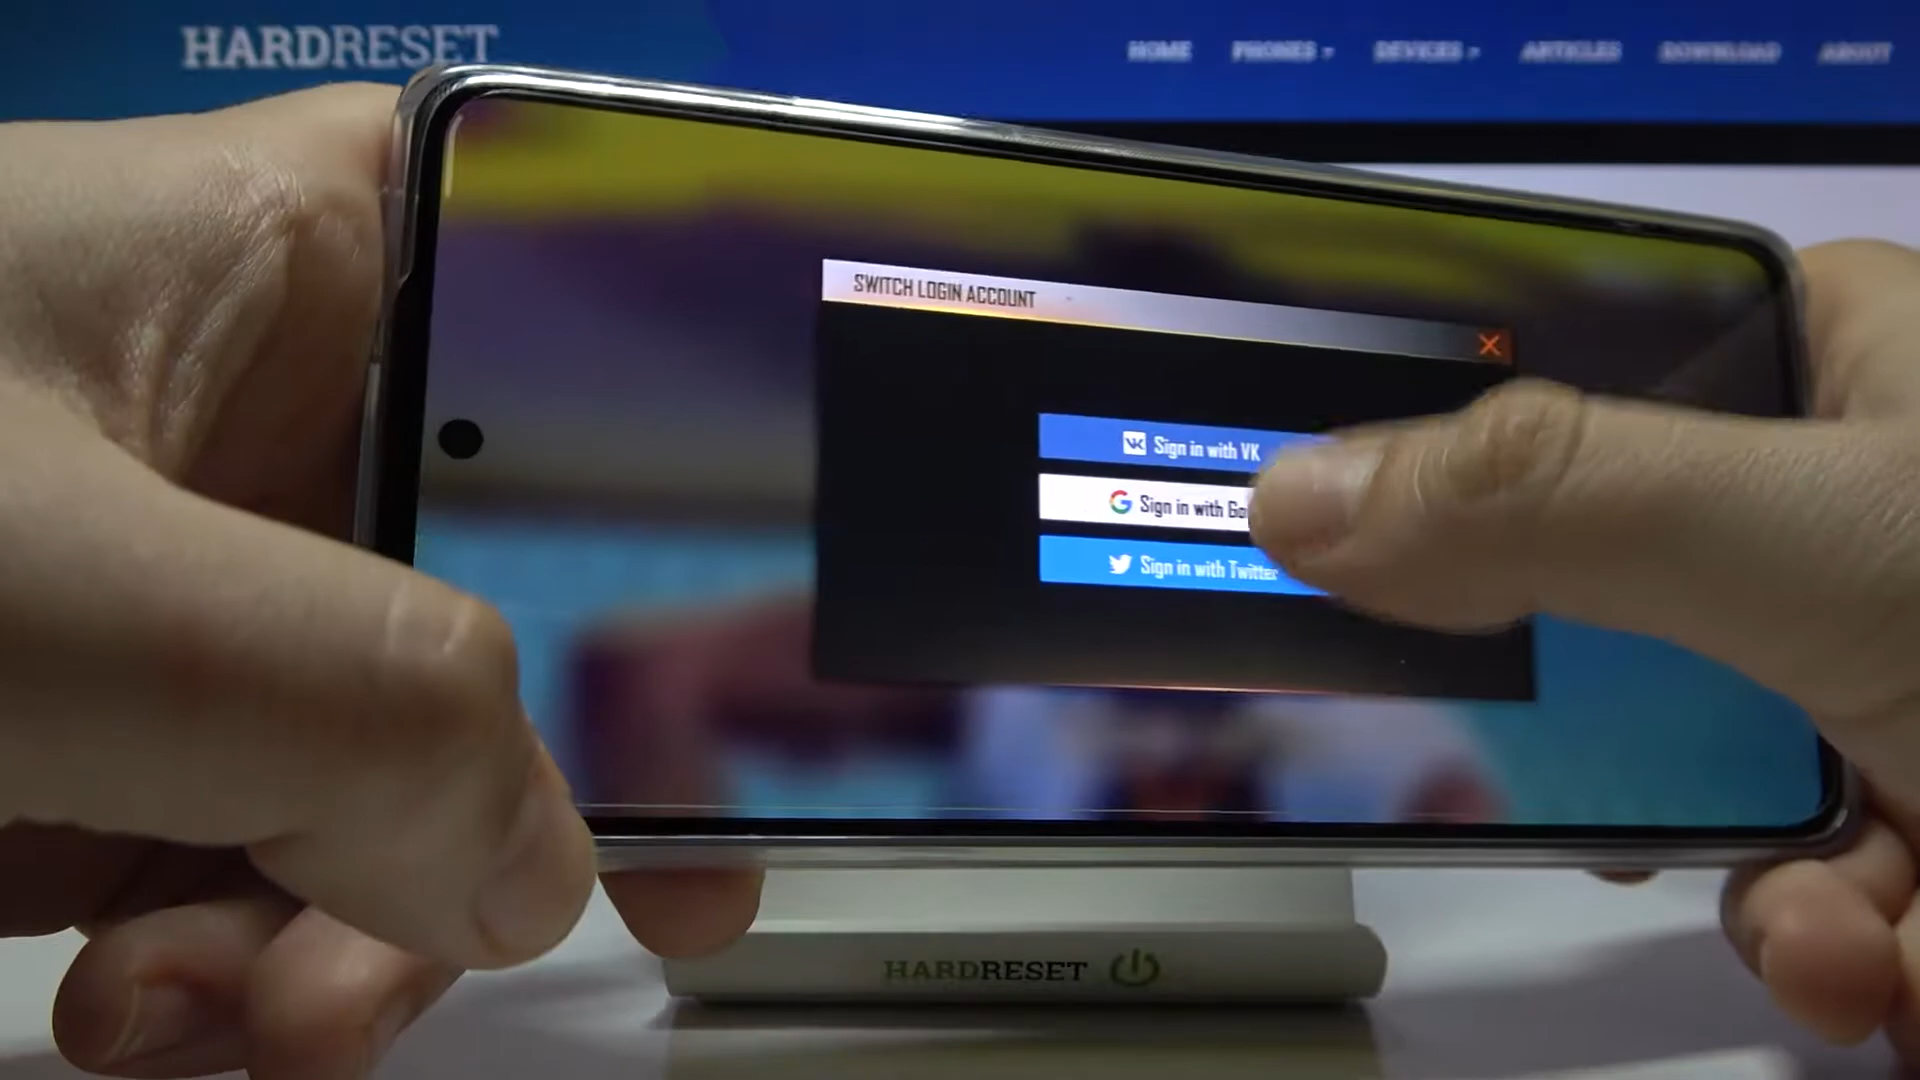 HARDRESET
HOME PHONES DEVICES ARTICLES DOWNLOAD ABOUT
SWITCH LOGIN ACCOUNT
Sign in with VK
Sign in with Go
Sign in with Twitter
HARDRESET